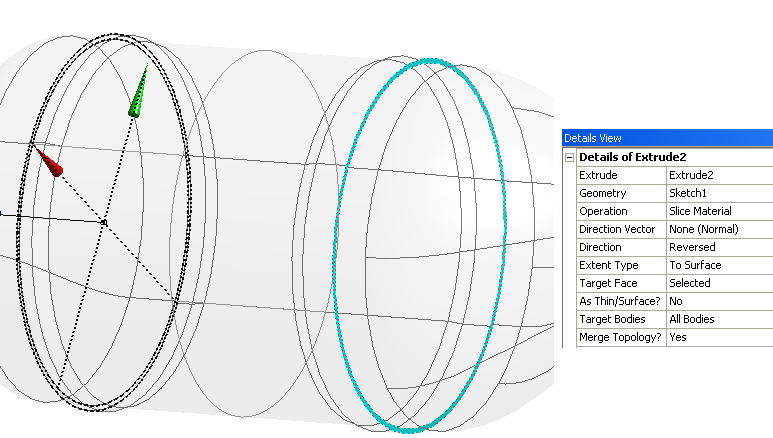 Details View
Details of Extrude2
Extrude Extrude2
Geometry Sketch1
Operation Slice Material
Direction Vector None (Normal)
Direction Reversed
Extent Type To Surface
Target Face Selected
As Thin/Surface? No
Target Bodies All Bodies
Merge Topology? Yes